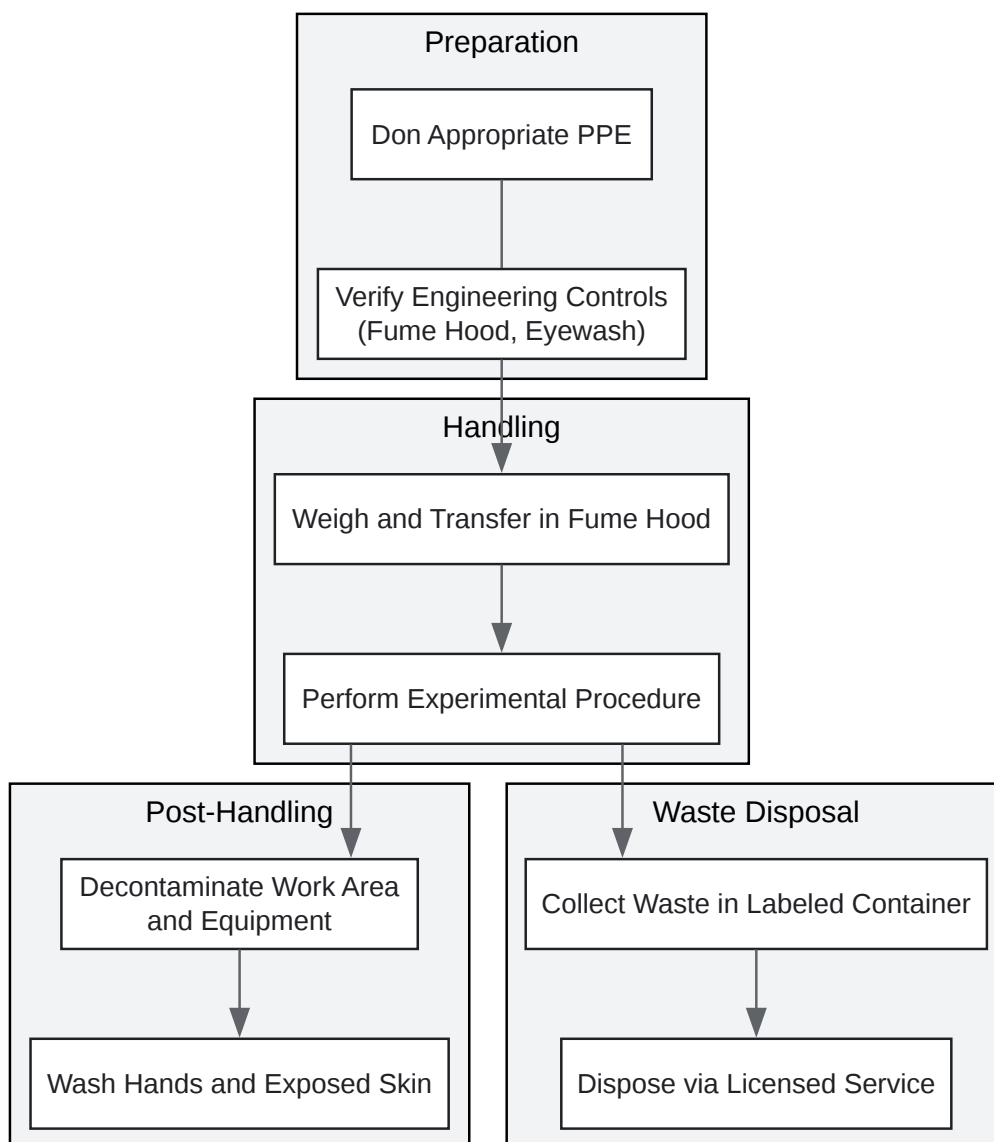 Preparation
Don Appropriate PPE
Verify Engineering Controls
(Fume Hood, Eyewash)
Handling
Weigh and Transfer in Fume Hood
Perform Experimental Procedure
Post-Handling
Decontaminate Work Area
and Equipment
Wash Hands and Exposed Skin
Waste Disposal
Collect Waste in Labeled Container
Dispose via Licensed Service